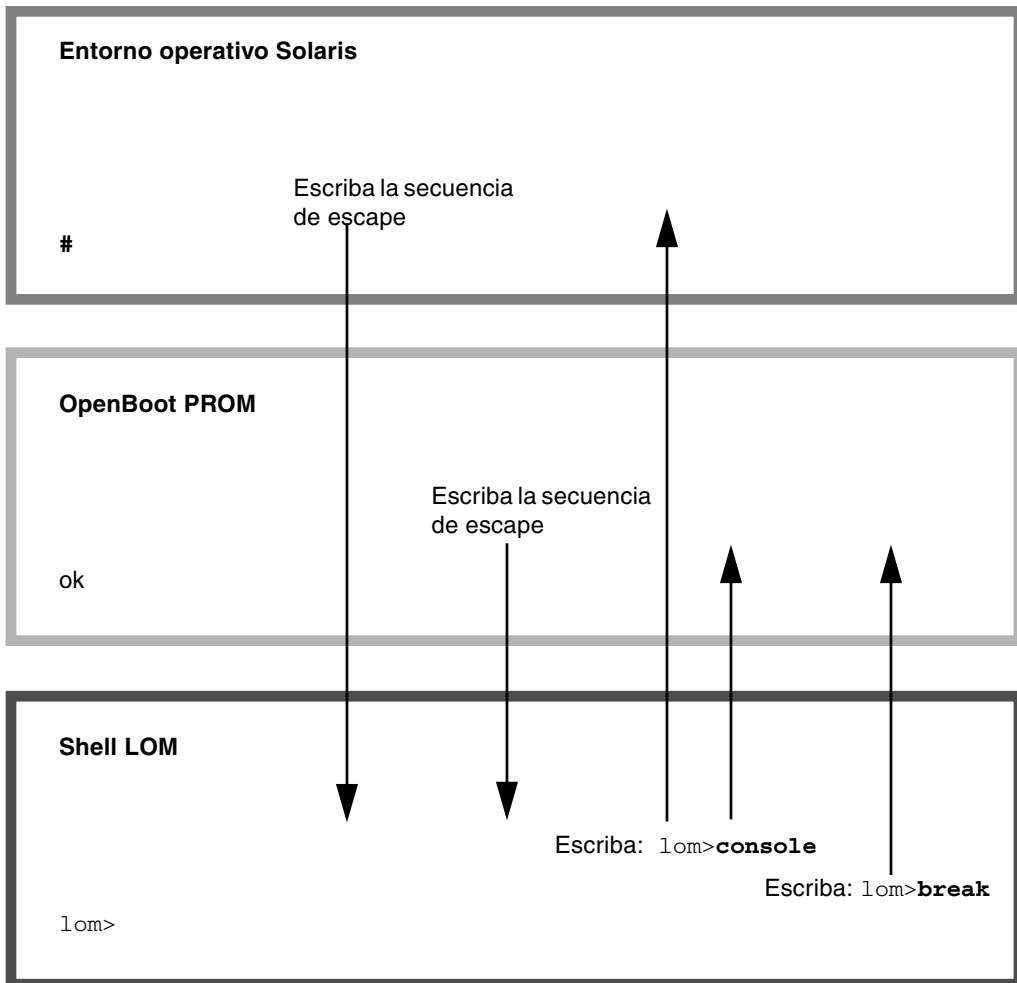 Entorno operativo Solaris
Escriba la secuencia
de escape
#
OpenBoot PROM
Escriba la secuencia
de escape
ok
Shell LOM
Escriba: lom>console
Escriba: lom>break
lom>